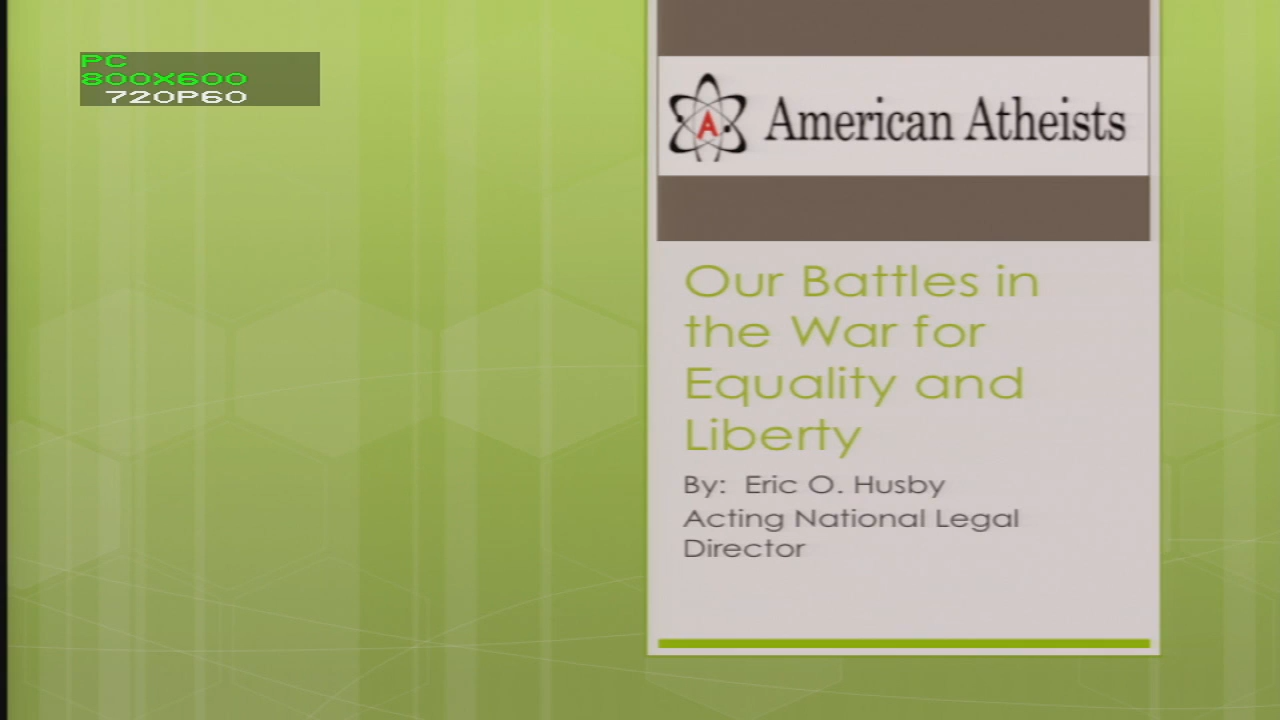 PC
800X600
720P60
A
American Atheists
Our Battles in
the War for
Equality and
Liberty
By:  Eric O. Husby
Acting National Legal
Director